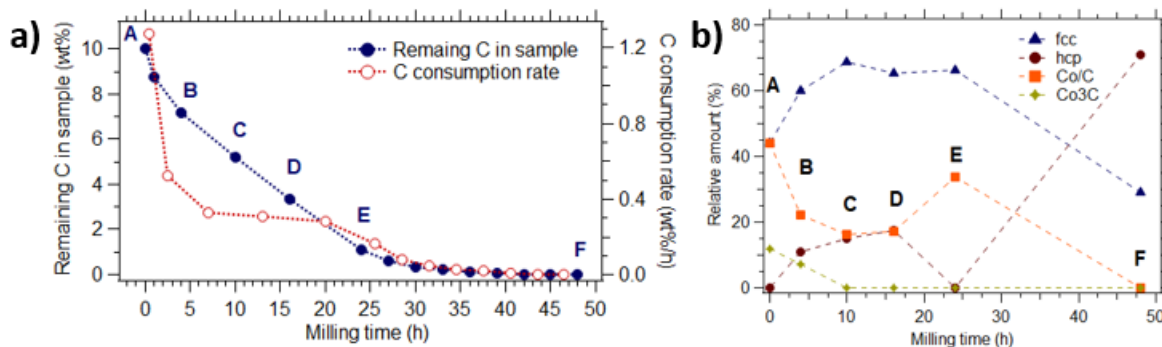 a)
A
B
C
D
E
F
Remaing C in sample
C consumption rate
Remaining C in sample (wt%)
10
8
6
4
2
0
C consumption rate (wt%/h)
1.2
0.8
0.4
0.0
0 5 10 15 20 25 30 35 40 45 50
Milling time (h)
b)
fcc
hcp
Co/C
Co3C
A
B
C
D
E
F
Relative amount (%)
80
60
40
20
0
0 10 20 30 40 50
Milling time (h)